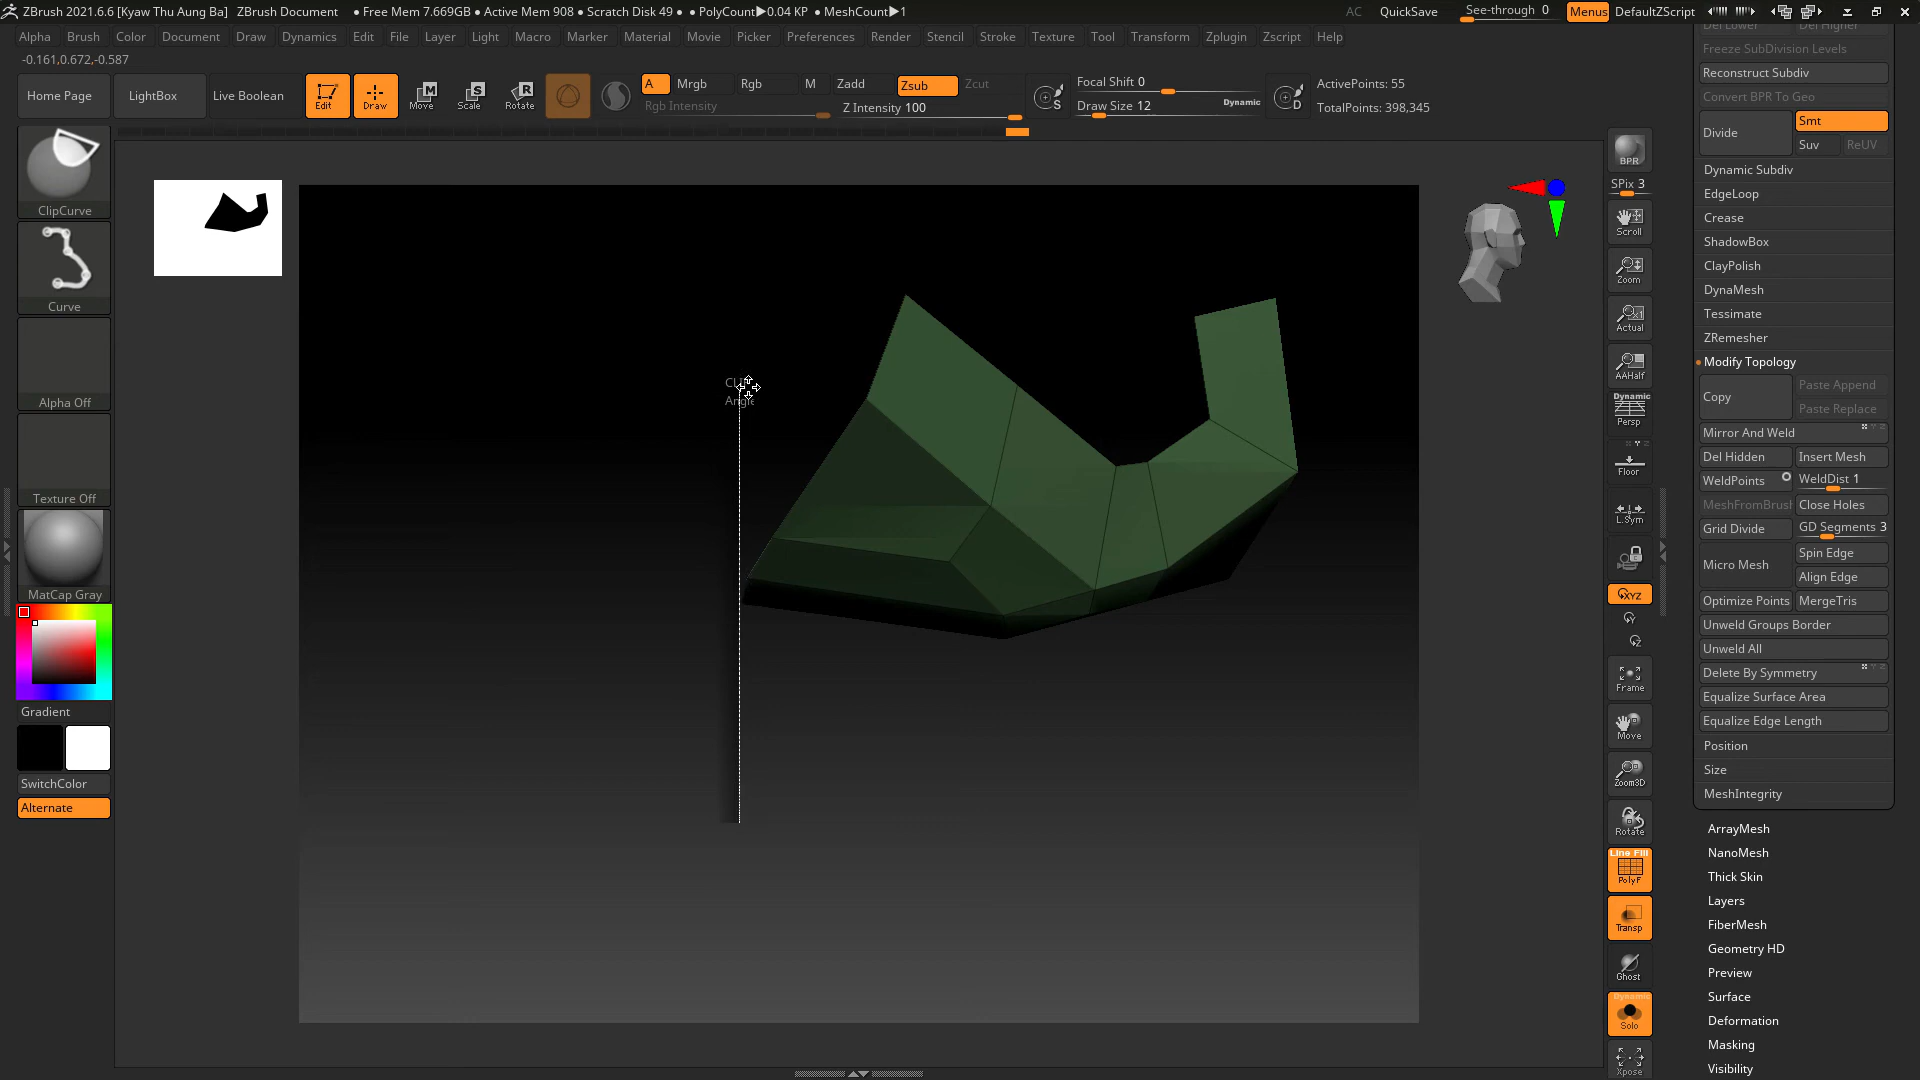 ZBrush 2021.6.6 [Kyaw Thu Aung Ba] ZBrush Document • Free Mem 7.669GB • Active Mem 908 • Scratch Disk 49 • PolyCount▶0.04 KP • MeshCount▶1 AC QuickSave See-through 0 Menus DefaultZScript
Alpha Brush Color Document Draw Dynamics Edit File Layer Light Macro Marker Material Movie Picker Preferences Render Stencil Stroke Texture Tool Transform Zplugin Zscript Help
-0.161,0.672,-0.587
Home Page LightBox Live Boolean Edit Draw Move Scale Rotate
A Mrgb Rgb M Zadd Zsub Zcut
Rgb Intensity Z Intensity 100
Focal Shift 0
Draw Size 12 Dynamic
ActivePoints: 55
TotalPoints: 398,345
ClipCurve
Curve
Alpha Off
Texture Off
MatCap Gray
Gradient
SwitchColor
Alternate
BPR
SPix 3
Scroll
Zoom
Actual
AAHalf
Dynamic
Persp
Floor
L.Sym
XYZ
Frame
Move
Zoom3D
Rotate
Line Fill
PolyF
Transp
Ghost
Dynamic
Solo
Xpose
Del Lower Del Higher
Freeze SubDivision Levels
Reconstruct Subdiv
Convert BPR To Geo
Divide Smt
Suv ReUV
Dynamic Subdiv
EdgeLoop
Crease
ShadowBox
ClayPolish
DynaMesh
Tessimate
ZRemesher
Modify Topology
Copy Paste Append
Paste Replace
Mirror And Weld
Del Hidden Insert Mesh
WeldPoints WeldDist 1
MeshFromBrush Close Holes
Grid Divide GD Segments 3
Micro Mesh Spin Edge
Align Edge
Optimize Points MergeTris
Unweld Groups Border
Unweld All
Delete By Symmetry
Equalize Surface Area
Equalize Edge Length
Position
Size
MeshIntegrity
ArrayMesh
NanoMesh
Thick Skin
Layers
FiberMesh
Geometry HD
Preview
Surface
Deformation
Masking
Visibility